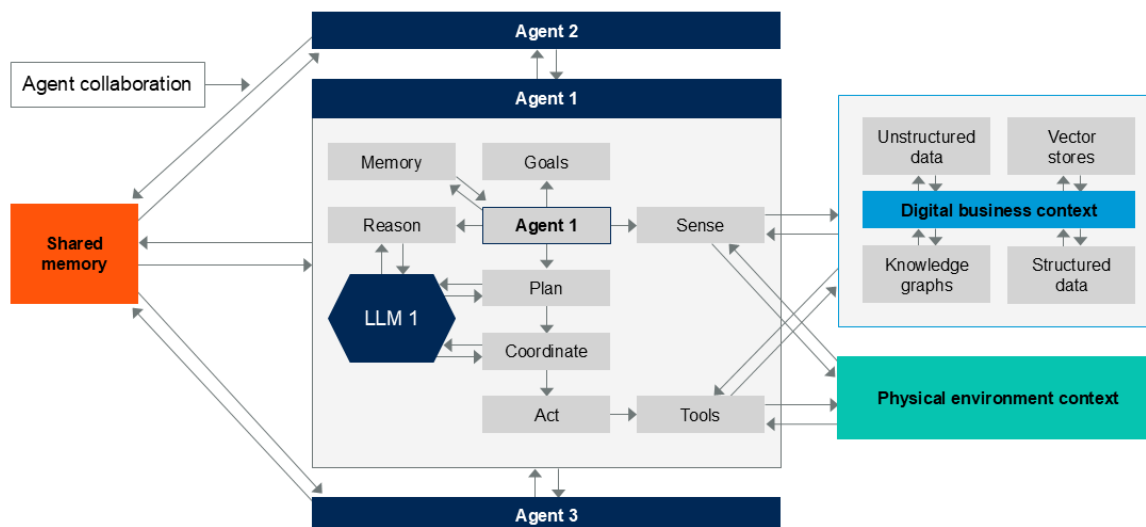 Agent 2
Agent collaboration
Agent 1
Unstructured
data
Vector
stores
Memory
Goals
Digital business context
Shared
memory
Reason
Agent 1
Sense
Knowledge
graphs
Structured
data
Plan
LLM 1
Coordinate
Physical environment context
Act
Tools
Agent 3